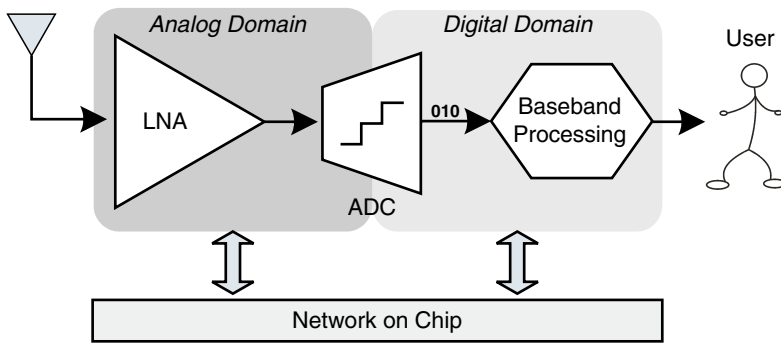 Analog Domain
Digital Domain
User
LNA
010
Baseband
Processing
ADC
Network on Chip